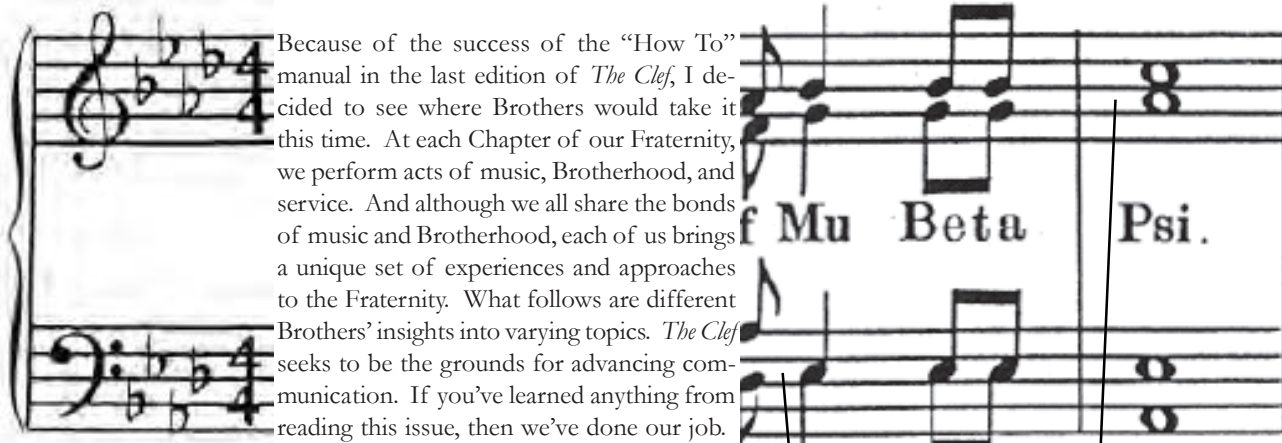 Because of the success of the “How To”
manual in the last edition of The Clef, I de-
cided to see where Brothers would take it
this time. At each Chapter of our Fraternity,
we perform acts of music, Brotherhood, and
service. And although we all share the bonds
of music and Brotherhood, each of us brings
a unique set of experiences and approaches
to the Fraternity. What follows are different
Brothers’ insights into varying topics. The Clef
seeks to be the grounds for advancing com-
munication. If you’ve learned anything from
reading this issue, then we’ve done our job.
f Mu Beta Psi.
4
4
4
4